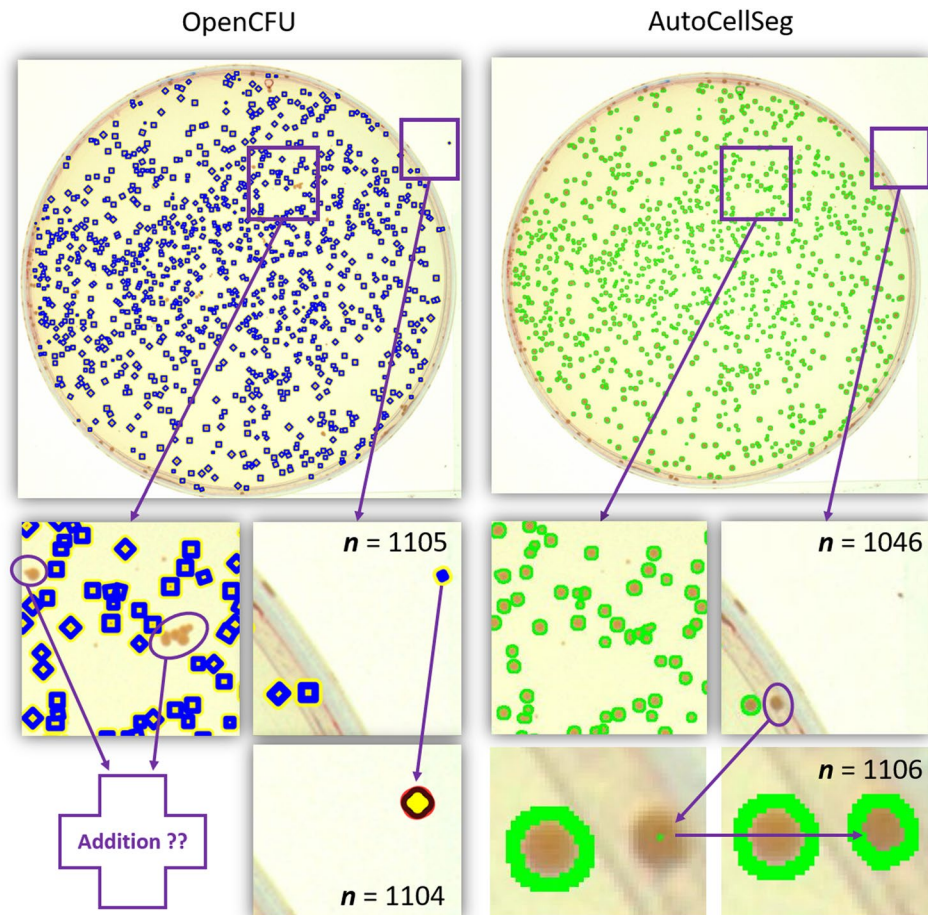 OpenCFU
AutoCellSeg
n = 1105
n = 1046
n = 1106
Addition ??
n = 1104